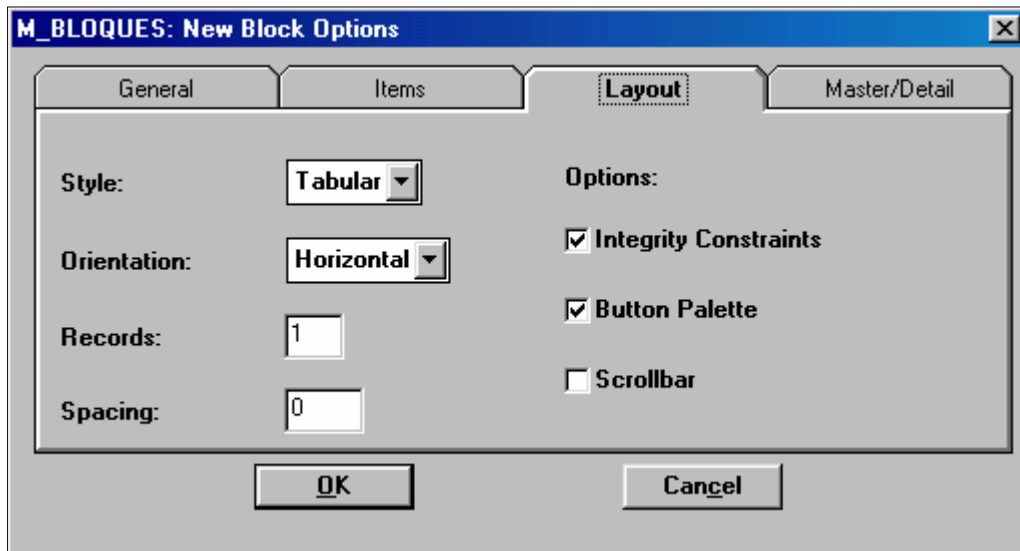 M_BLOQUES: New Block Options
General Items Layout Master/Detail
Style: Tabular Options:
Integrity Constraints
Orientation: Horizontal
Button Palette
Records: 1
Scrollbar
Spacing: 0
OK Cancel